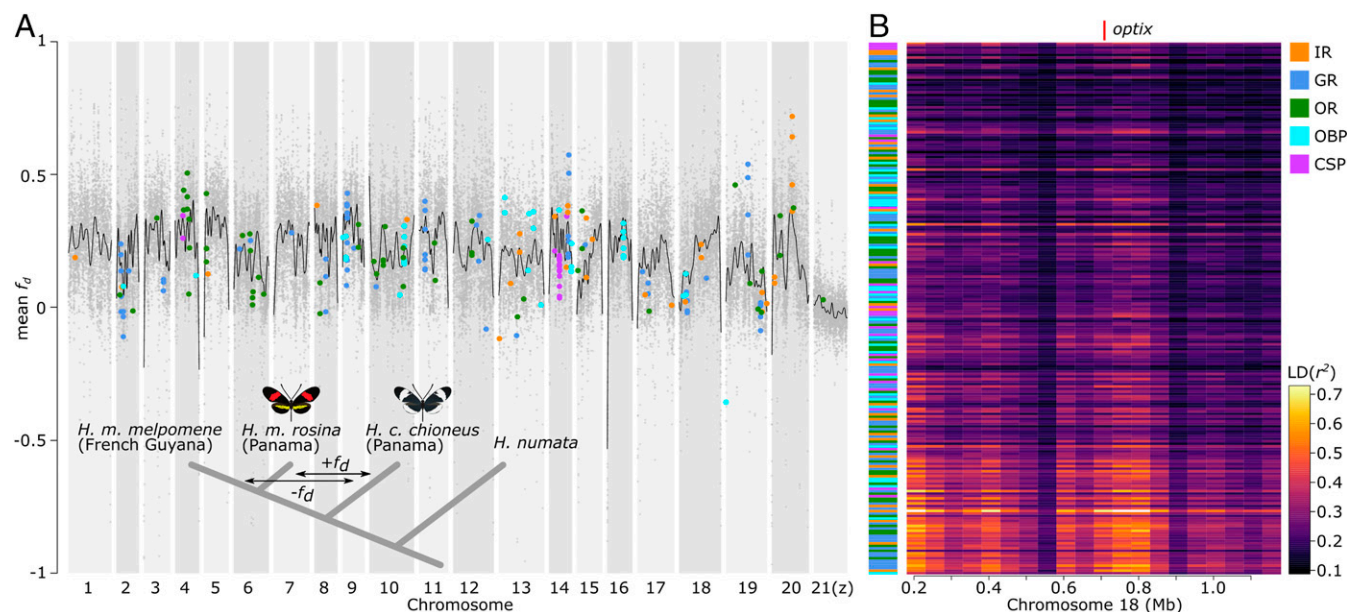 A
B
optix
1
0.5
0
-0.5
-1
mean fd
H. m. melpomene
(French Guyana)
H. m. rosina
(Panama)
H. c. chioneus
(Panama)
H. numata
+fd
-fd
1 2 3 4 5 6 7 8 9 10 11 12 13 14 15 16 17 18 19 20 21(z)
Chromosome
IR
GR
OR
OBP
CSP
LD(r²)
0.7
0.6
0.5
0.4
0.3
0.2
0.1
0.2 0.4 0.6 0.8 1.0
Chromosome 18 (Mb)